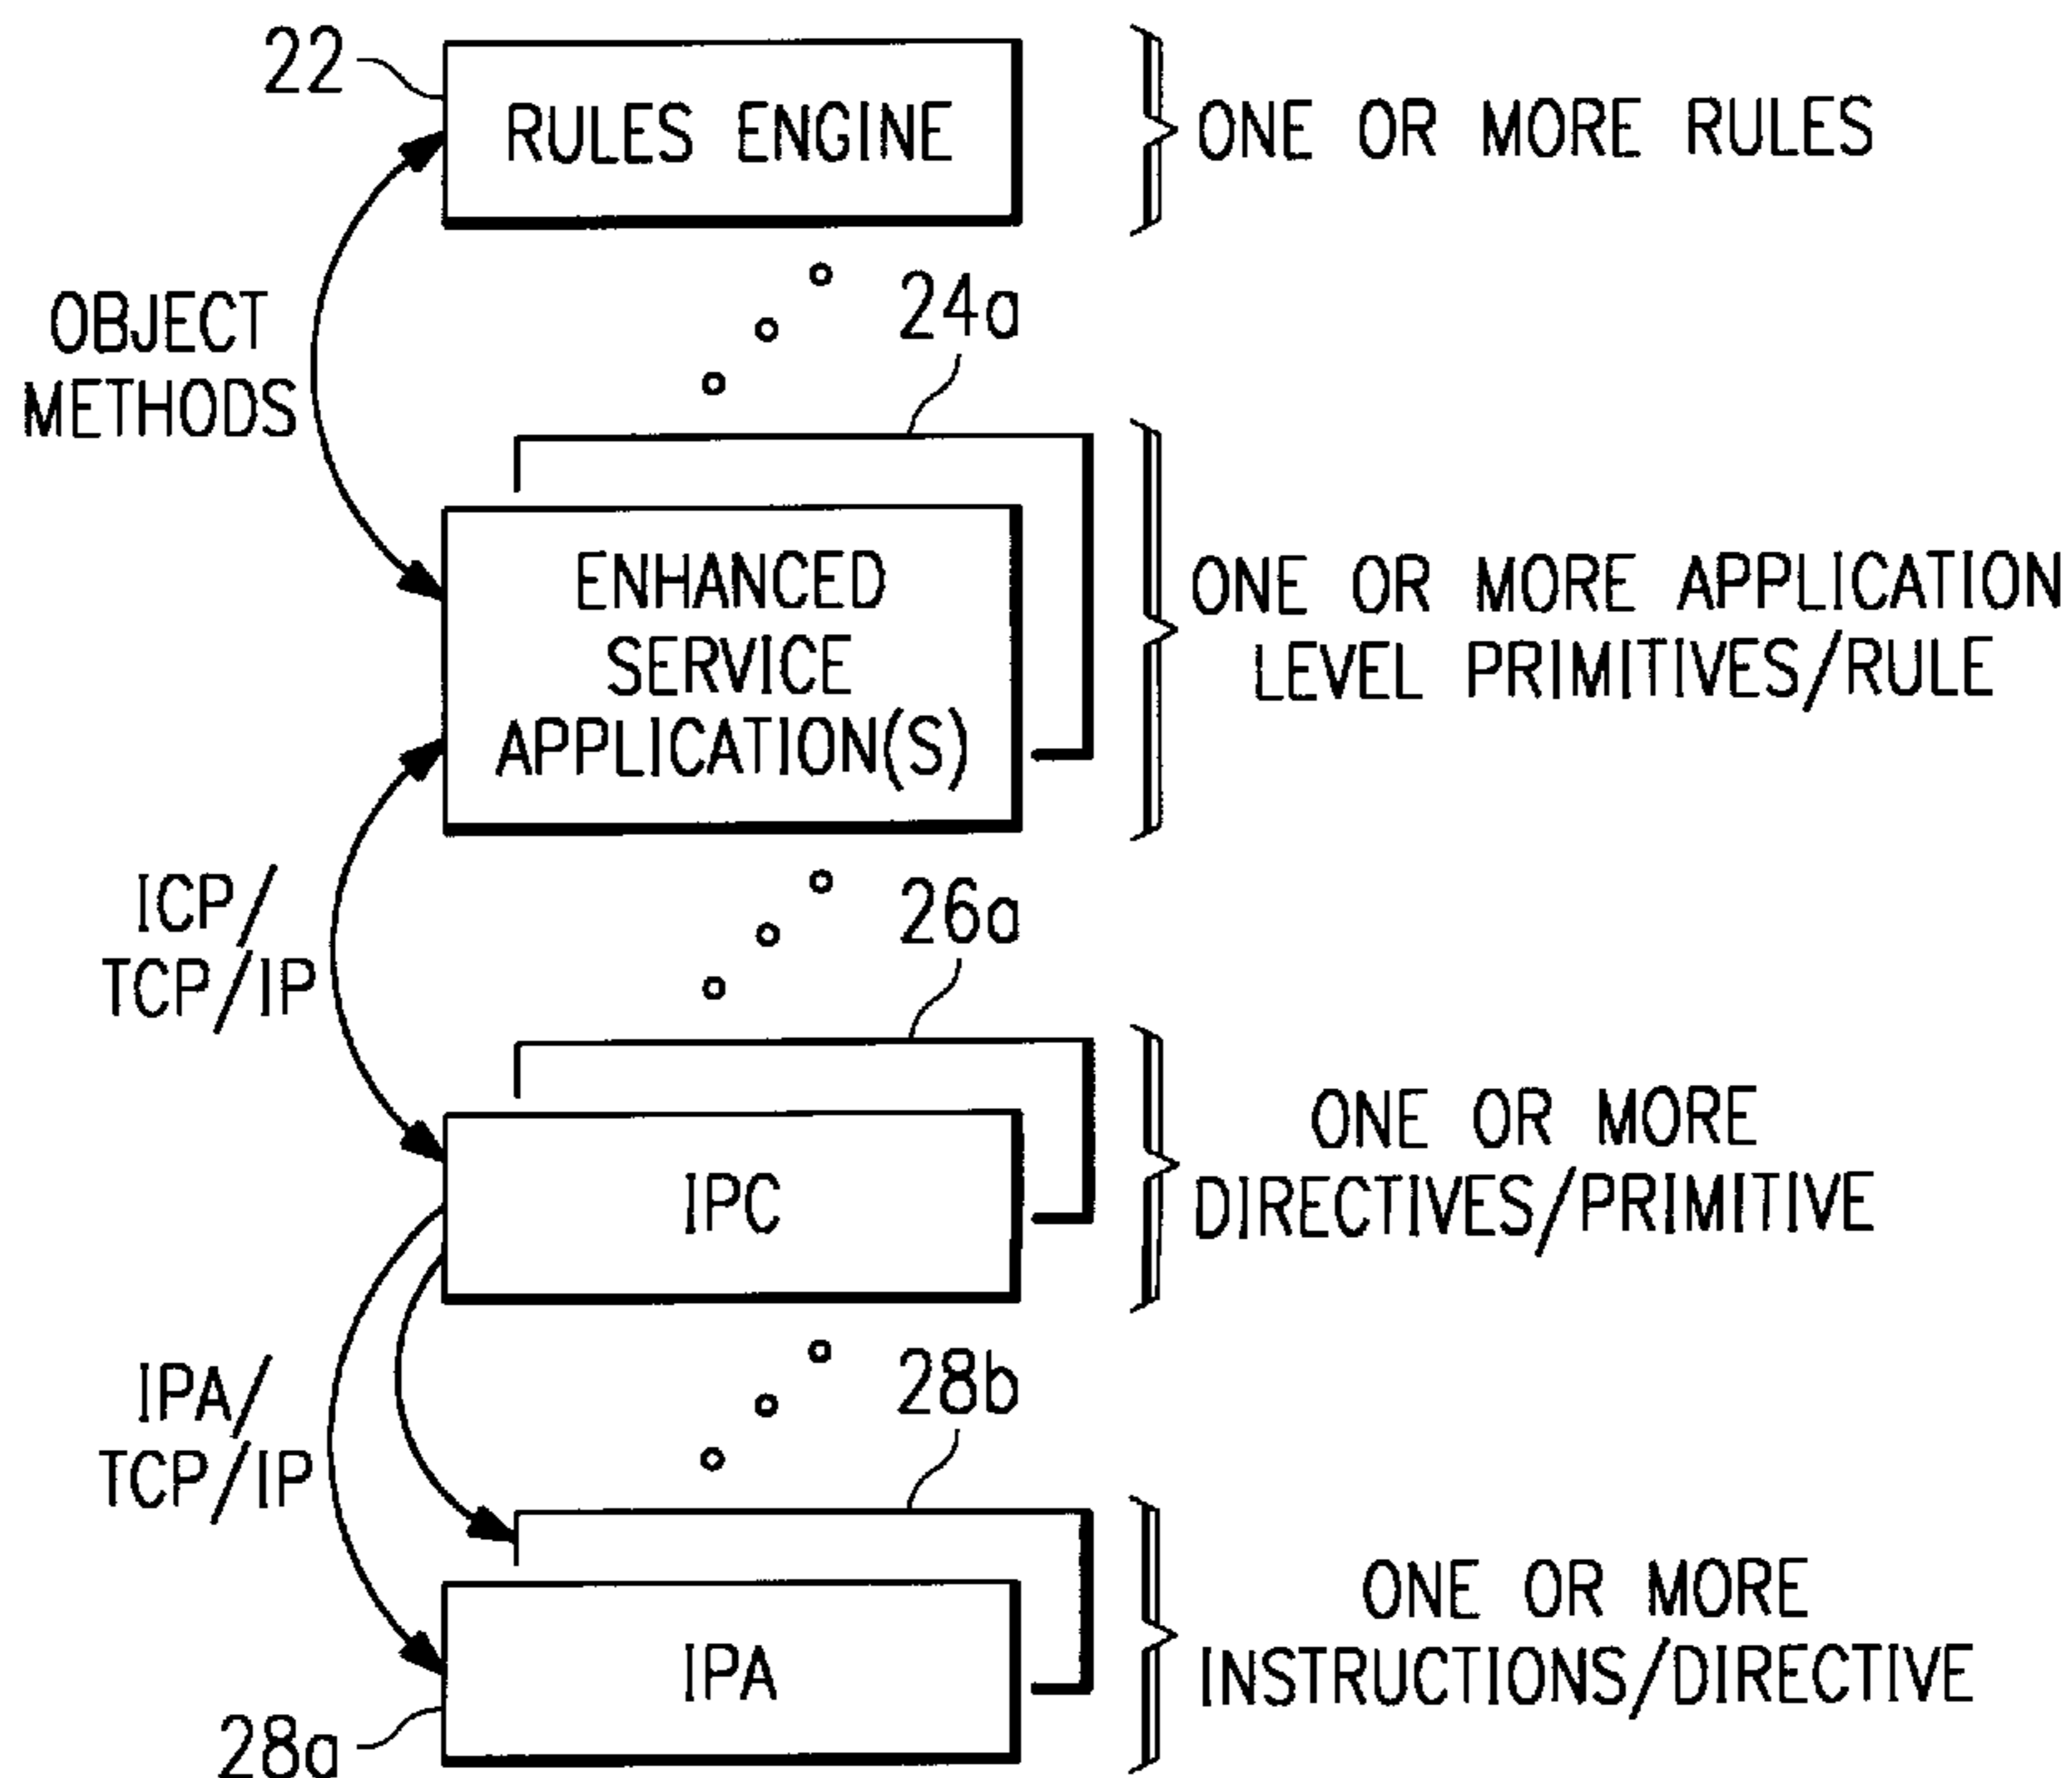 22
RULES ENGINE
ONE OR MORE RULES
OBJECT
METHODS
24a
ENHANCED
SERVICE
APPLICATION(S)
ONE OR MORE APPLICATION
LEVEL PRIMITIVES/RULE
ICP/
TCP/IP
26a
IPC
ONE OR MORE
DIRECTIVES/PRIMITIVE
IPA/
TCP/IP
28b
IPA
28a
ONE OR MORE
INSTRUCTIONS/DIRECTIVE